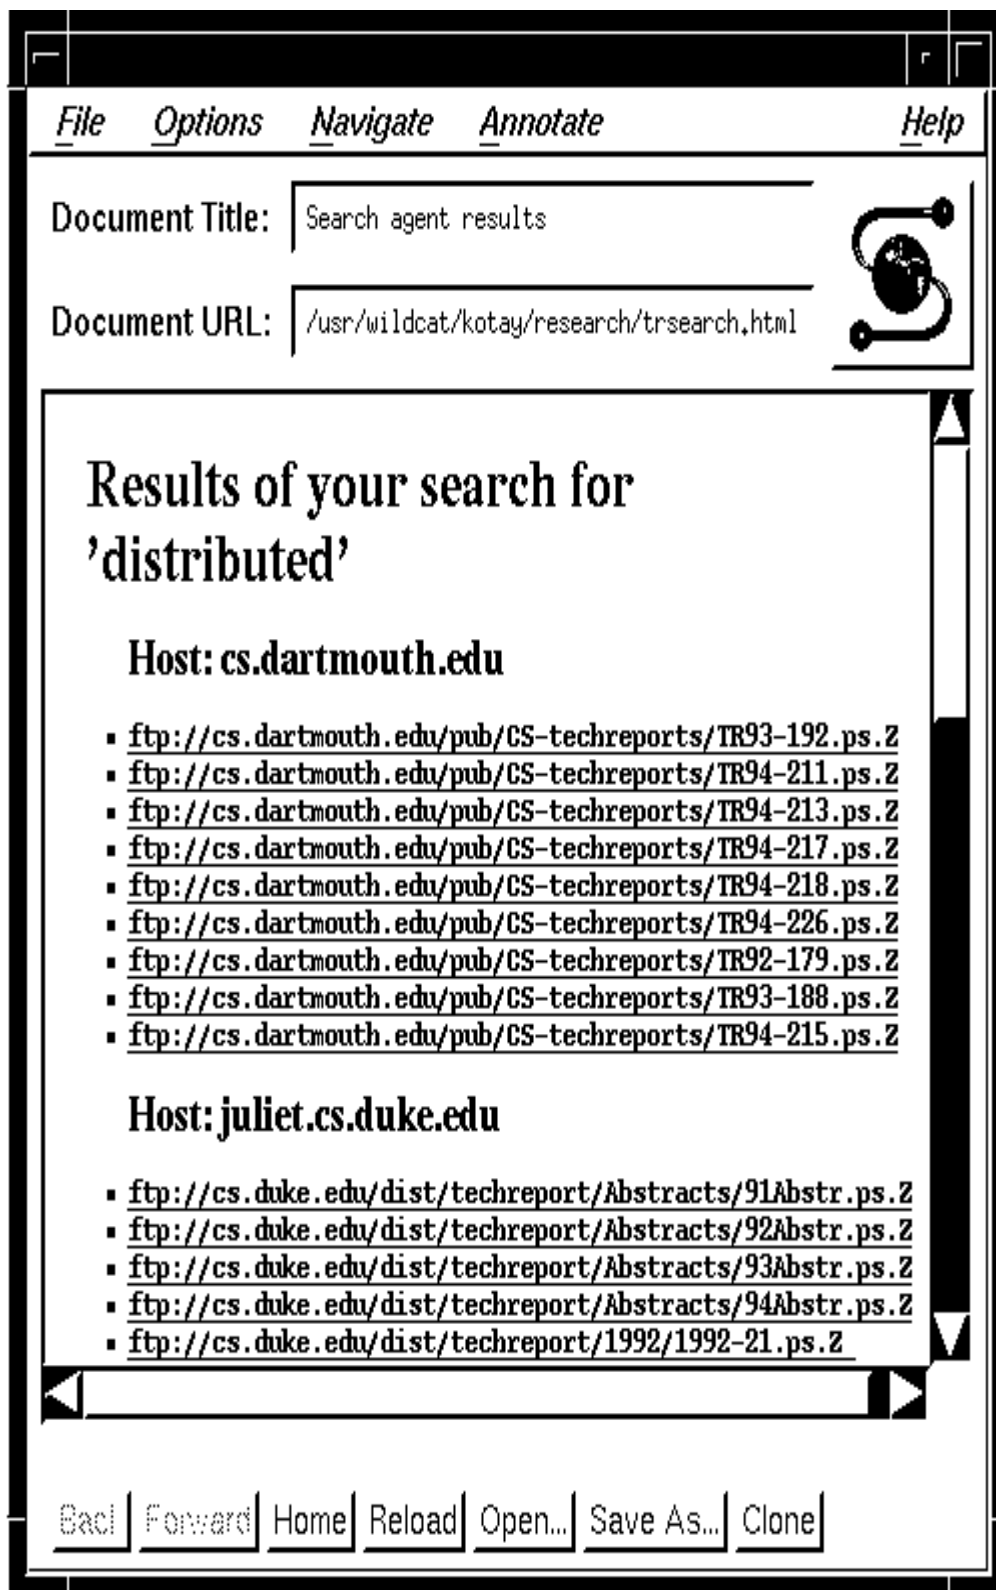 File Options Navigate Annotate Help
Document Title: Search agent results
Document URL: /usr/wildcat/kotay/research/trsearch.html
Results of your search for
’distributed’
Host: cs.dartmouth.edu
ftp://cs.dartmouth.edu/pub/CS-techreports/TR93-192.ps.Z
ftp://cs.dartmouth.edu/pub/CS-techreports/TR94-211.ps.Z
ftp://cs.dartmouth.edu/pub/CS-techreports/TR94-213.ps.Z
ftp://cs.dartmouth.edu/pub/CS-techreports/TR94-217.ps.Z
ftp://cs.dartmouth.edu/pub/CS-techreports/TR94-218.ps.Z
ftp://cs.dartmouth.edu/pub/CS-techreports/TR94-226.ps.Z
ftp://cs.dartmouth.edu/pub/CS-techreports/TR92-179.ps.Z
ftp://cs.dartmouth.edu/pub/CS-techreports/TR93-188.ps.Z
ftp://cs.dartmouth.edu/pub/CS-techreports/TR94-215.ps.Z
Host: juliet.cs.duke.edu
ftp://cs.duke.edu/dist/techreport/Abstracts/91Abstr.ps.Z
ftp://cs.duke.edu/dist/techreport/Abstracts/92Abstr.ps.Z
ftp://cs.duke.edu/dist/techreport/Abstracts/93Abstr.ps.Z
ftp://cs.duke.edu/dist/techreport/Abstracts/94Abstr.ps.Z
ftp://cs.duke.edu/dist/techreport/1992/1992-21.ps.Z
Back Forward Home Reload Open... Save As... Clone